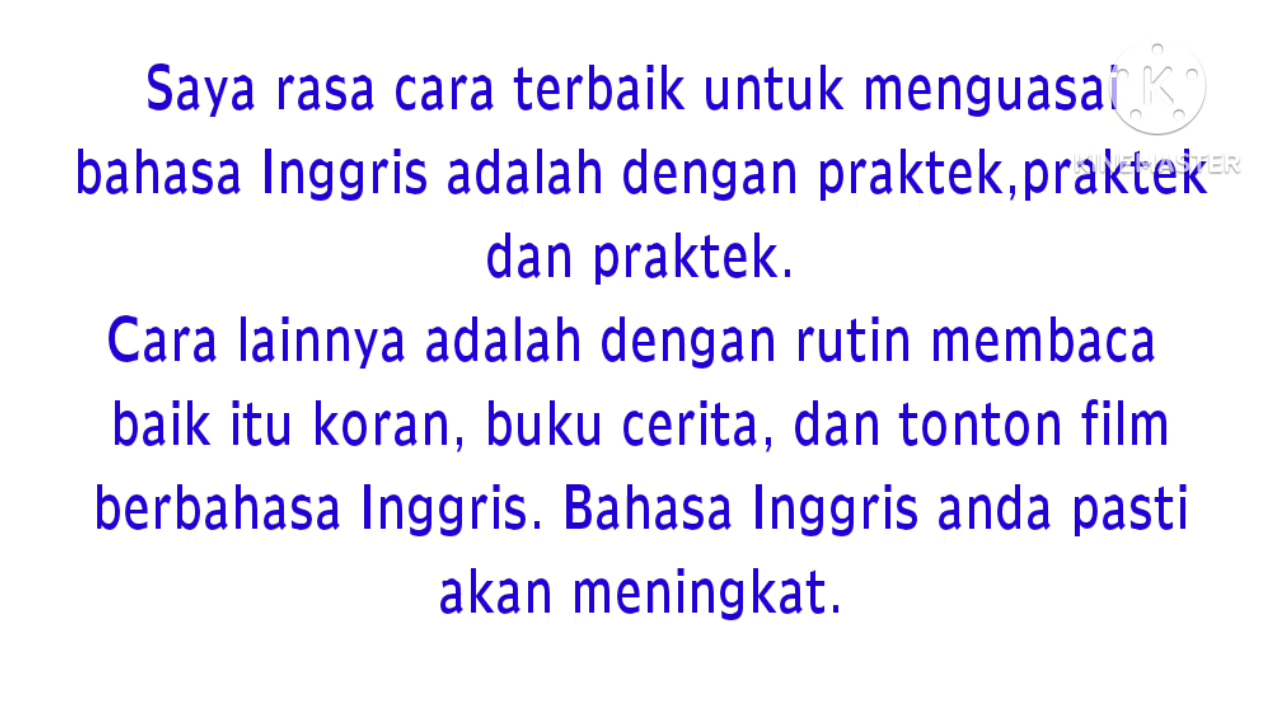 Saya rasa cara terbaik untuk menguasai
bahasa Inggris adalah dengan praktek,praktek
dan praktek.
Cara lainnya adalah dengan rutin membaca
baik itu koran, buku cerita, dan tonton film
berbahasa Inggris. Bahasa Inggris anda pasti
akan meningkat.
K
KINEMASTER